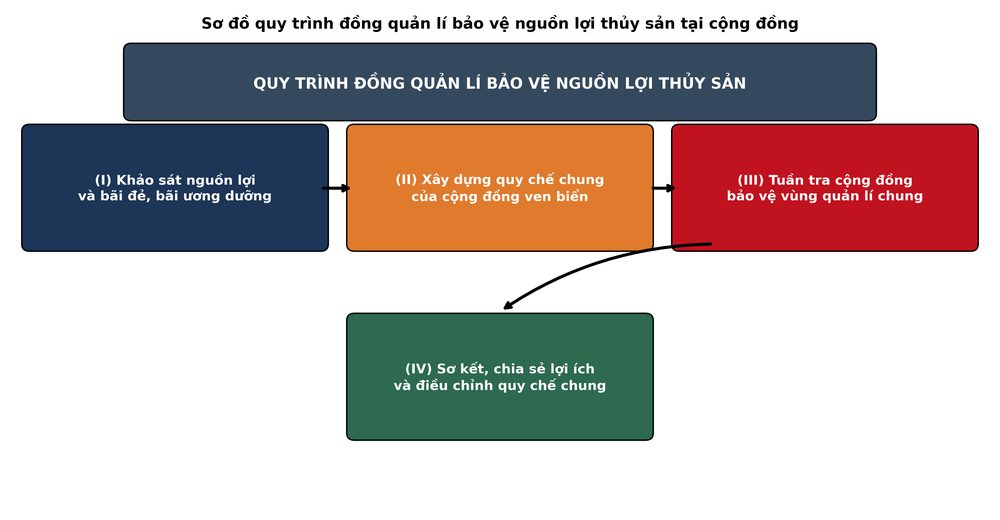 Sơ đồ quy trình đồng quản lí bảo vệ nguồn lợi thủy sản tại cộng đồng
QUY TRÌNH ĐỒNG QUẢN LÍ BẢO VỆ NGUỒN LỢI THỦY SẢN
(I) Khảo sát nguồn lợi
và bãi đẻ, bãi ương dưỡng
(II) Xây dựng quy chế chung
của cộng đồng ven biển
(III) Tuần tra cộng đồng
bảo vệ vùng quản lí chung
(IV) Sơ kết, chia sẻ lợi ích
và điều chỉnh quy chế chung